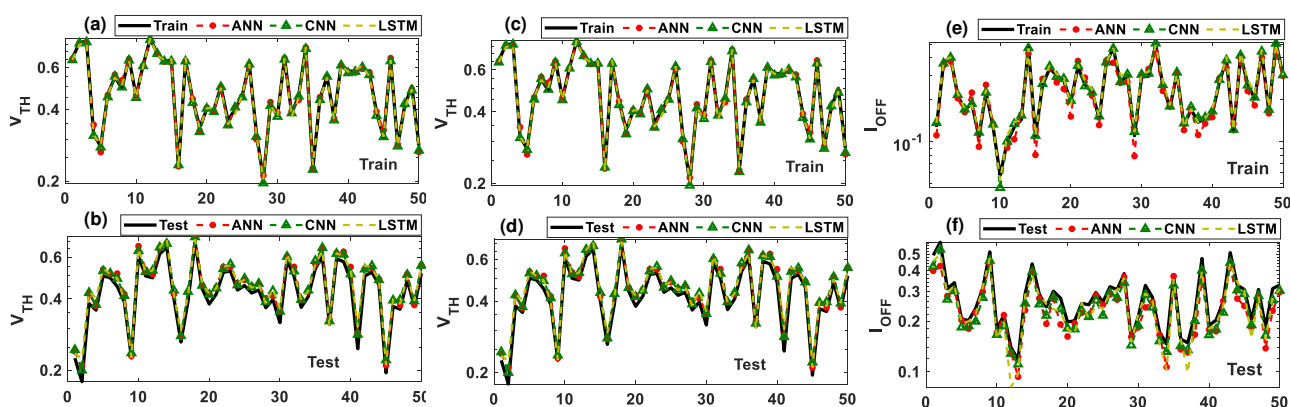 (a) Train ANN CNN LSTM
V_TH
0.6
0.4
0.2
Train
0 10 20 30 40 50
(b) Test ANN CNN LSTM
V_TH
0.6
0.4
0.2
Test
0 10 20 30 40 50
(c) Train ANN CNN LSTM
V_TH
0.6
0.4
0.2
Train
0 10 20 30 40 50
(d) Test ANN CNN LSTM
V_TH
0.6
0.4
0.2
Test
0 10 20 30 40 50
(e) Train ANN CNN LSTM
I_OFF
10^-1
Train
0 10 20 30 40 50
(f) Test ANN CNN LSTM
I_OFF
0.5
0.4
0.3
0.2
0.1
Test
0 10 20 30 40 50